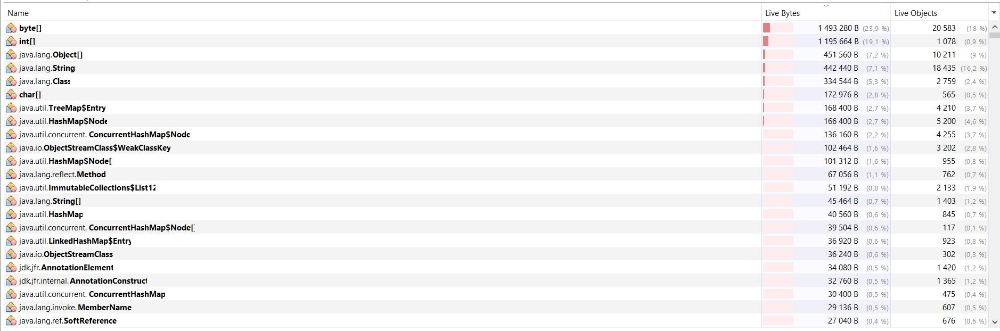 Name Live Bytes Live Objects
byte[] 1 493 280 B (23,9 %) 20 583 (18 %)
int[] 1 195 664 B (19,1 %) 1 078 (0,9 %)
java.lang.Object[] 451 560 B (7,2 %) 10 211 (9 %)
java.lang.String 442 440 B (7,1 %) 18 435 (16,2 %)
java.lang.Class 334 544 B (5,3 %) 2 759 (2,4 %)
char[] 172 976 B (2,8 %) 565 (0,5 %)
java.util.TreeMap$Entry 168 400 B (2,7 %) 4 210 (3,7 %)
java.util.HashMap$Node 166 400 B (2,7 %) 5 200 (4,6 %)
java.util.concurrent. ConcurrentHashMap$Node 136 160 B (2,2 %) 4 255 (3,7 %)
java.io.ObjectStreamClass$WeakClassKey 102 464 B (1,6 %) 3 202 (2,8 %)
java.util.HashMap$Node[ 101 312 B (1,6 %) 955 (0,8 %)
java.lang.reflect.Method 67 056 B (1,1 %) 762 (0,7 %)
java.util.ImmutableCollections$List12 51 192 B (0,8 %) 2 133 (1,9 %)
java.lang.String[] 45 464 B (0,7 %) 1 403 (1,2 %)
java.util.HashMap 40 560 B (0,6 %) 845 (0,7 %)
java.util.concurrent. ConcurrentHashMap$Node[] 39 504 B (0,6 %) 117 (0,1 %)
java.util.LinkedHashMap$Entry 36 920 B (0,6 %) 923 (0,8 %)
java.io.ObjectStreamClass 36 240 B (0,6 %) 302 (0,3 %)
jdk.jfr.AnnotationElement 34 080 B (0,5 %) 1 420 (1,2 %)
jdk.jfr.internal.AnnotationConstruct 32 760 B (0,5 %) 1 365 (1,2 %)
java.util.concurrent. ConcurrentHashMap 30 400 B (0,5 %) 475 (0,4 %)
java.lang.invoke.MemberName 29 136 B (0,5 %) 607 (0,5 %)
java.lang.ref.SoftReference 27 040 B (0,4 %) 676 (0,6 %)